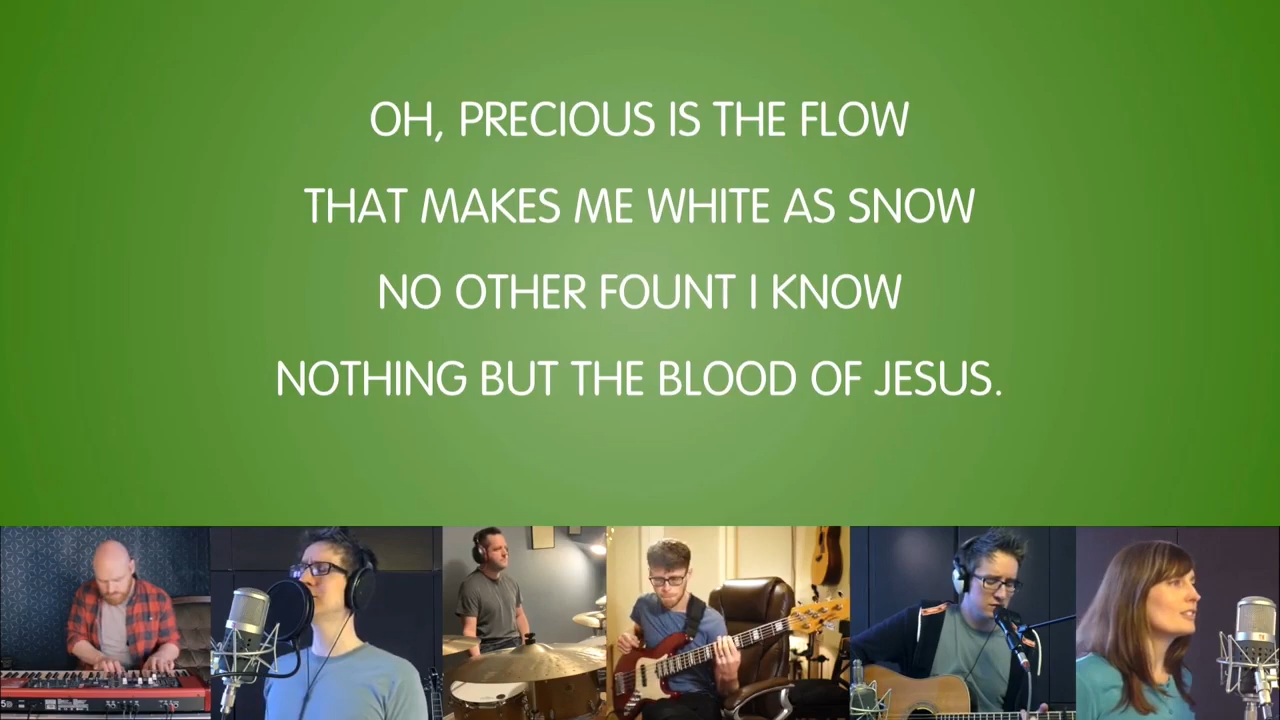 OH, PRECIOUS IS THE FLOW
THAT MAKES ME WHITE AS SNOW
NO OTHER FOUNT I KNOW
NOTHING BUT THE BLOOD OF JESUS.